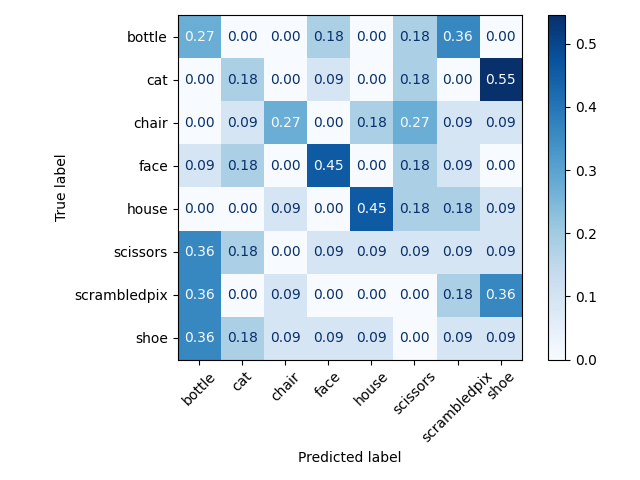 bottle 0.27 0.00 0.00 0.18 0.00 0.18 0.36 0.00
cat 0.00 0.18 0.00 0.09 0.00 0.18 0.00 0.55
chair 0.00 0.09 0.27 0.00 0.18 0.27 0.09 0.09
face 0.09 0.18 0.00 0.45 0.00 0.18 0.09 0.00
house 0.00 0.00 0.09 0.00 0.45 0.18 0.18 0.09
scissors 0.36 0.18 0.00 0.09 0.09 0.09 0.09 0.09
scrambledpix 0.36 0.00 0.09 0.00 0.00 0.00 0.18 0.36
shoe 0.36 0.18 0.09 0.09 0.09 0.00 0.09 0.09
bottle cat chair face house scissors scrambledpix shoe
Predicted label
True label
0.5
0.4
0.3
0.2
0.1
0.0